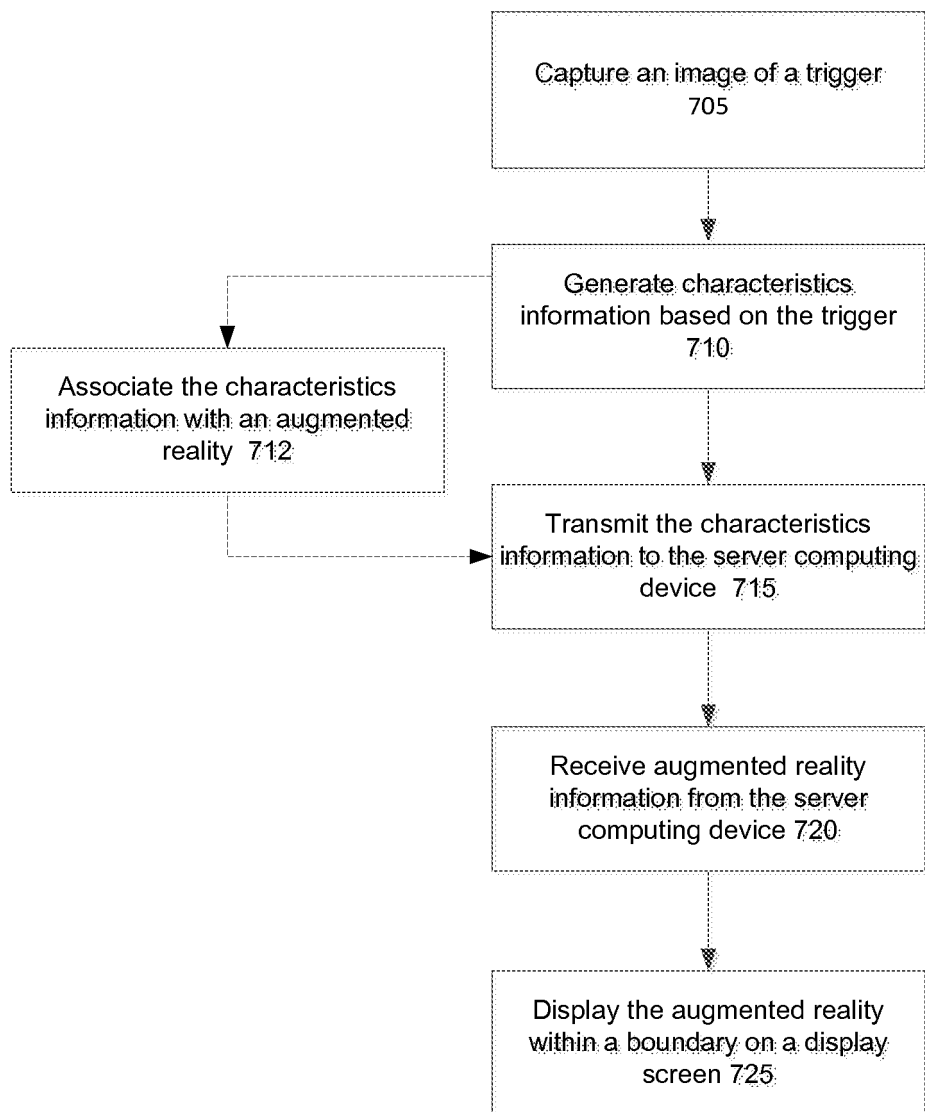 Capture an image of a trigger
705
Generate characteristics
information based on the trigger
710
Associate the characteristics
information with an augmented
reality 712
Transmit the characteristics
information to the server computing
device 715
Receive augmented reality
information from the server
computing device 720
Display the augmented reality
within a boundary on a display
screen 725